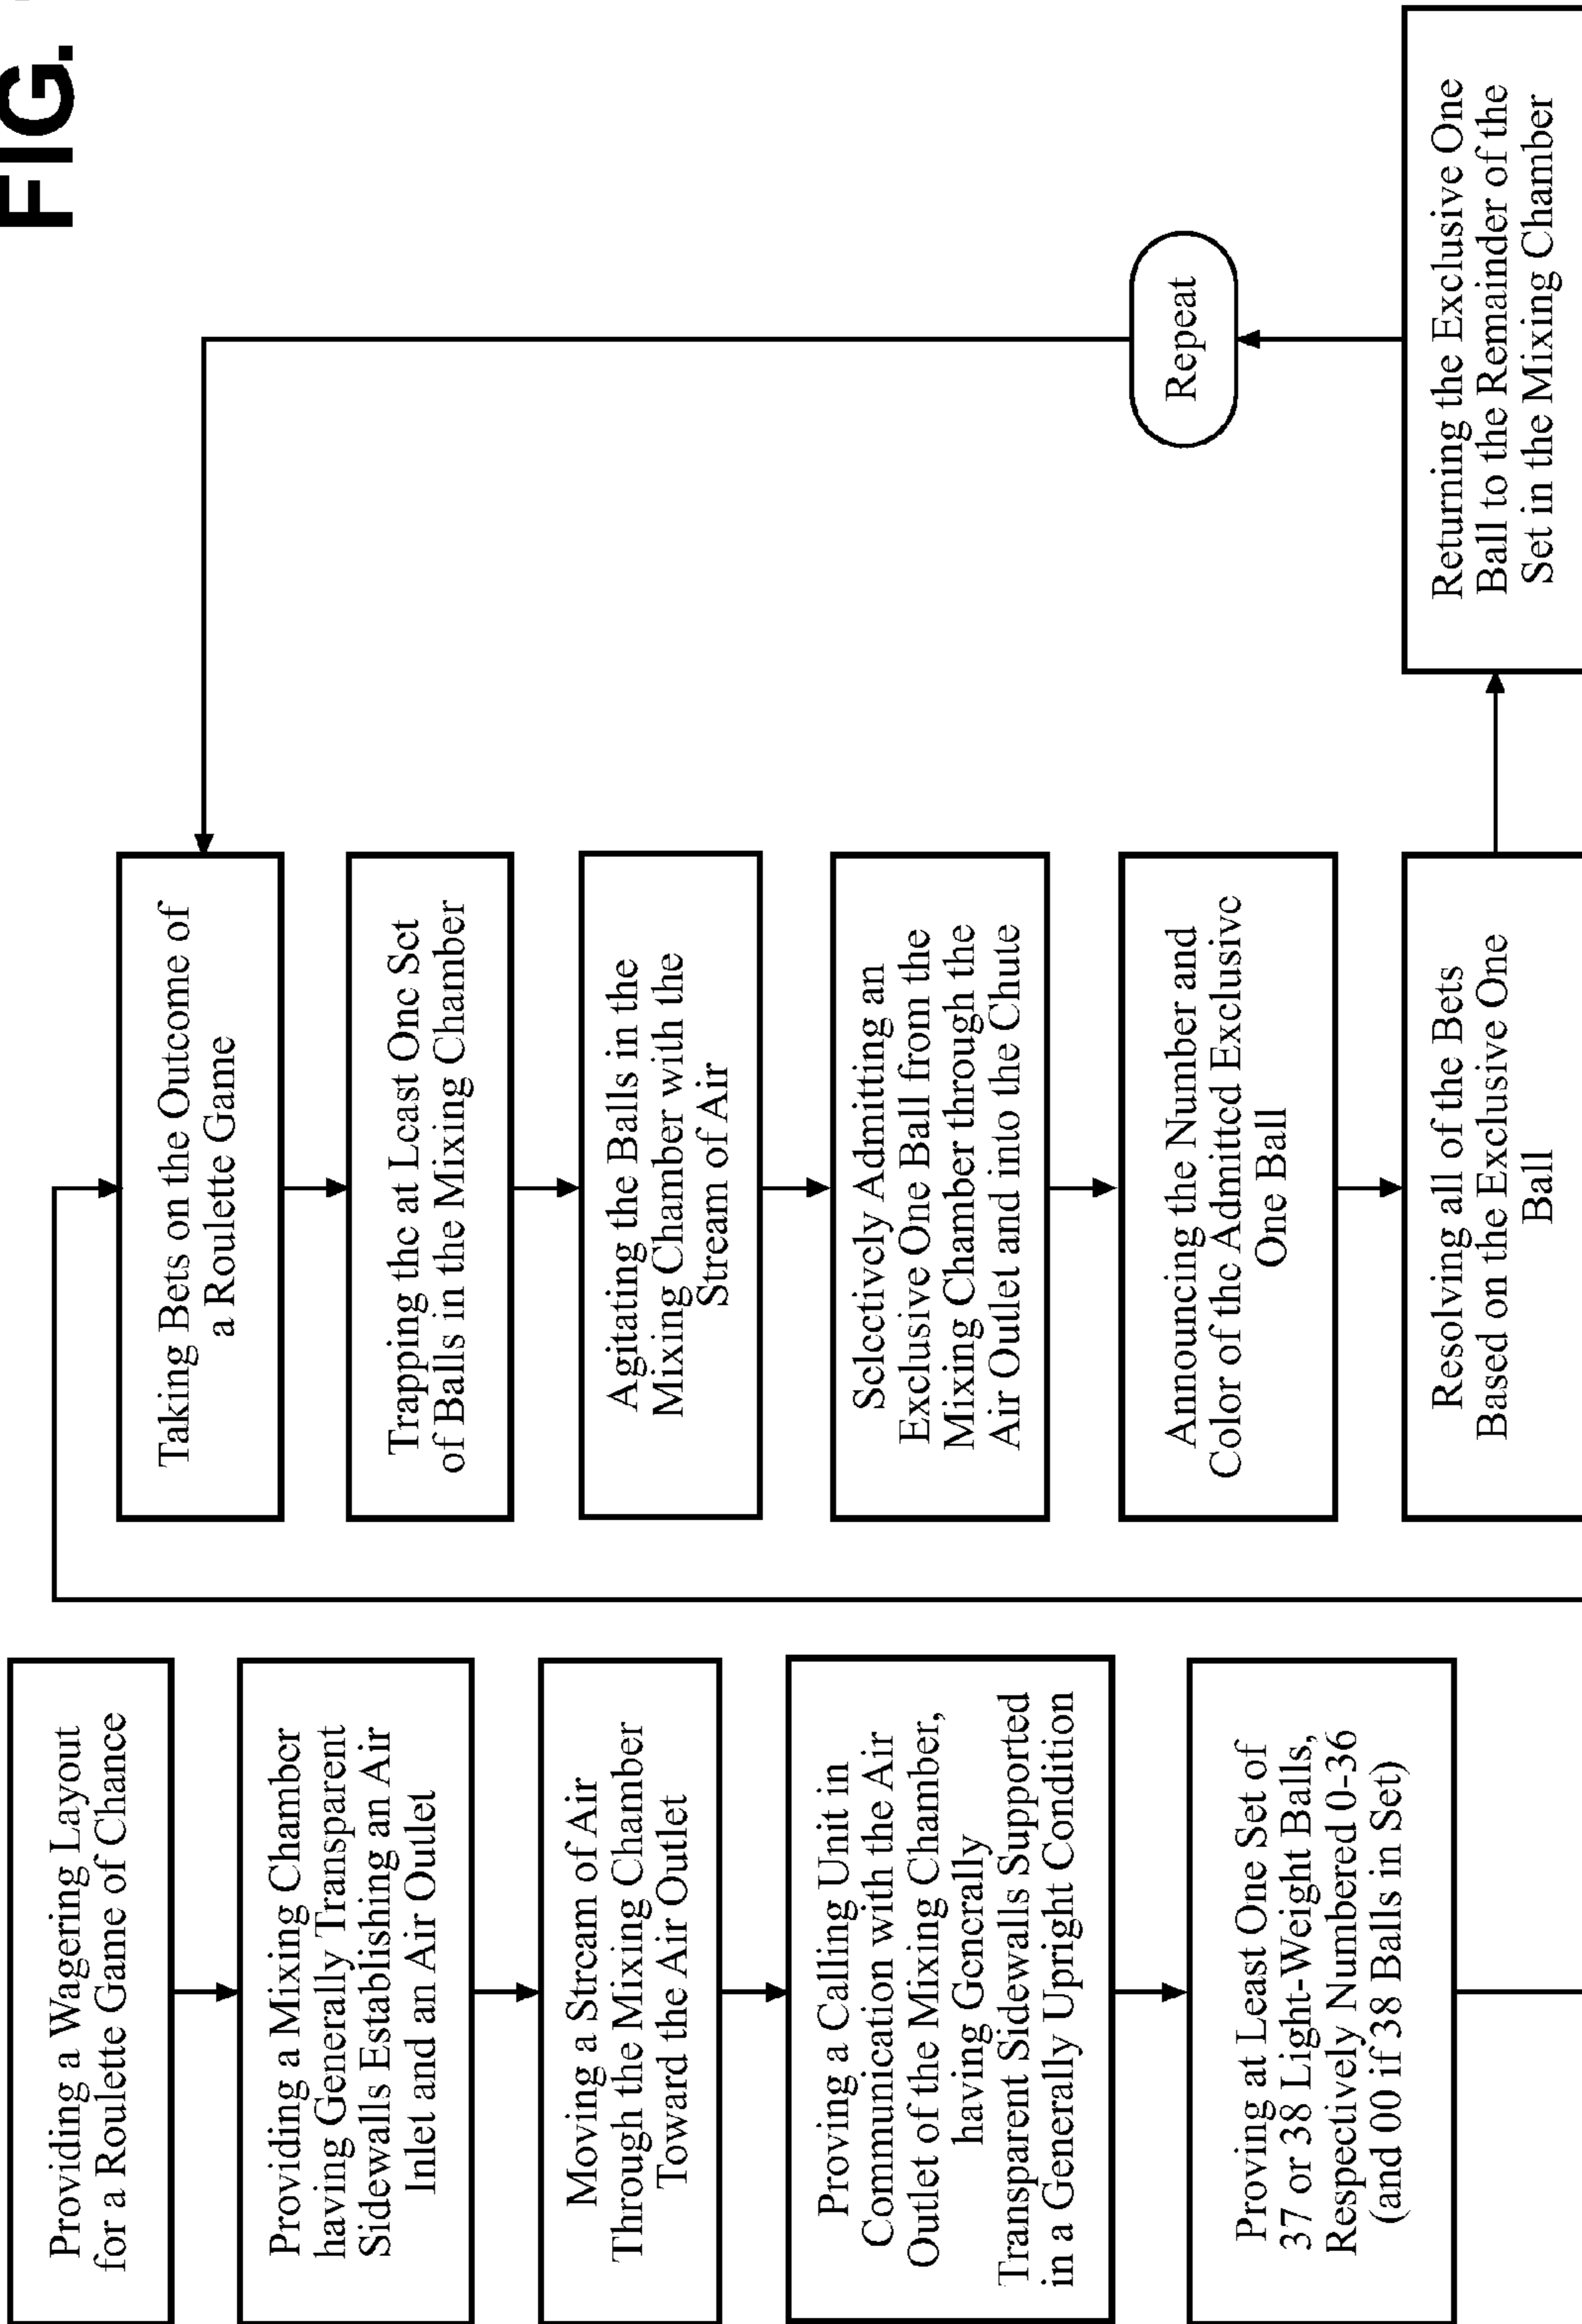 FIG.
Providing a Wagering Layout
for a Roulette Game of Chance
Providing a Mixing Chamber
having Generally Transparent
Sidewalls Establishing an Air
Inlet and an Air Outlet
Moving a Stream of Air
Through the Mixing Chamber
Toward the Air Outlet
Proving a Calling Unit in
Communication with the Air
Outlet of the Mixing Chamber,
having Generally
Transparent Sidewalls Supported
in a Generally Upright Condition
Proving at Least One Set of
37 or 38 Light-Weight Balls,
Respectively Numbered 0-36
(and 00 if 38 Balls in Set)
Taking Bets on the Outcome of
a Roulette Game
Trapping the at Least One Set
of Balls in the Mixing Chamber
Agitating the Balls in the
Mixing Chamber with the
Stream of Air
Selectively Admitting an
Exclusive One Ball from the
Mixing Chamber through the
Air Outlet and into the Chute
Announcing the Number and
Color of the Admitted Exclusive
One Ball
Resolving all of the Bets
Based on the Exclusive One
Ball
Returning the Exclusive One
Ball to the Remainder of the
Set in the Mixing Chamber
Repeat